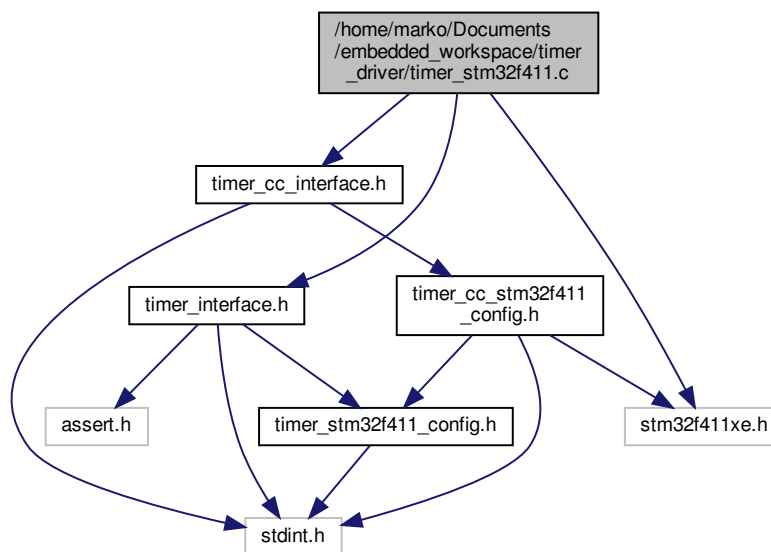 /home/marko/Documents
/embedded_workspace/timer
_driver/timer_stm32f411.c
timer_cc_interface.h
timer_interface.h
timer_cc_stm32f411
_config.h
assert.h
timer_stm32f411_config.h
stm32f411xe.h
stdint.h